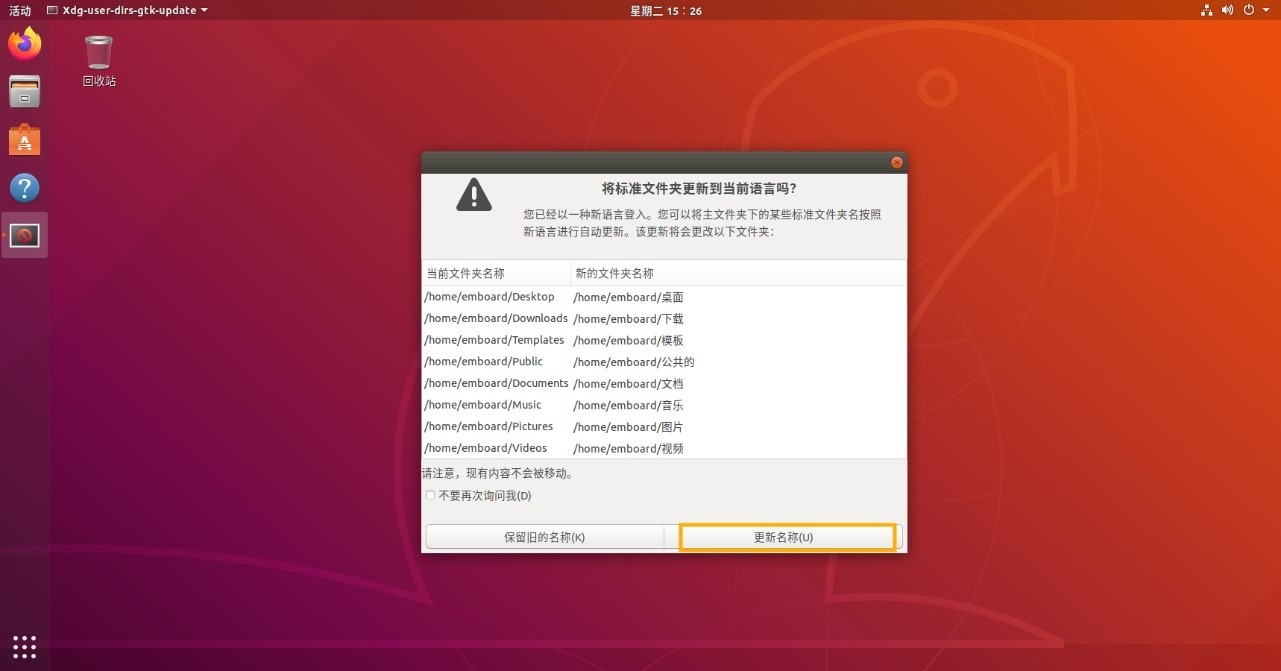 活动 Xdg-user-dirs-gtk-update 星期二 15：26
回收站
将标准文件夹更新到当前语言吗？
您已经以一种新语言登入。您可以将主文件夹下的某些标准文件夹名按照
新语言进行自动更新。该更新将会更改以下文件夹：
当前文件夹名称 新的文件夹名称
/home/emboard/Desktop /home/emboard/桌面
/home/emboard/Downloads /home/emboard/下载
/home/emboard/Templates /home/emboard/模板
/home/emboard/Public /home/emboard/公共的
/home/emboard/Documents /home/emboard/文档
/home/emboard/Music /home/emboard/音乐
/home/emboard/Pictures /home/emboard/图片
/home/emboard/Videos /home/emboard/视频
请注意，现有内容不会被移动。
不要再次询问我(D)
保留旧的名称(K) 更新名称(U)